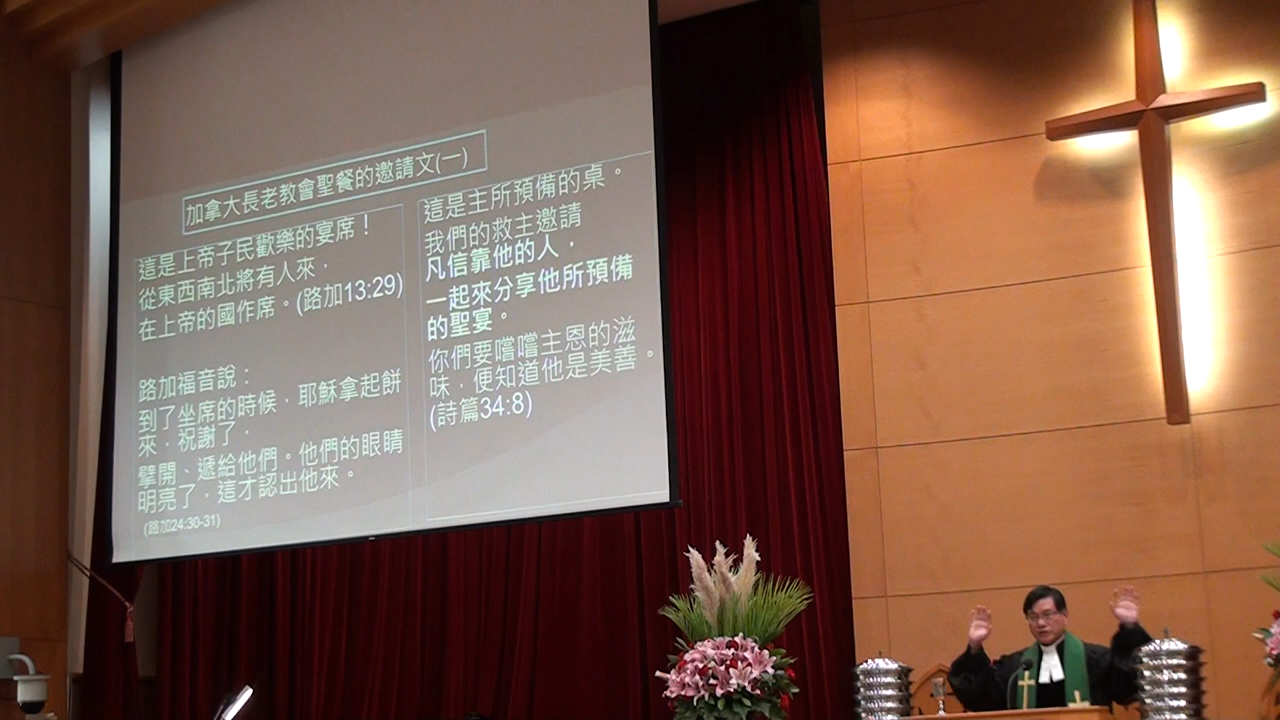 加拿大長老教會聖餐的邀請文(一)
這是上帝子民歡樂的宴席！
從東西南北將有人來，
在上帝的國作席。(路加13:29)
路加福音說：
到了坐席的時候，耶穌拿起餅
來，祝謝了，
擘開、遞給他們。他們的眼睛
明亮了，這才認出他來。
(路加24:30-31)
這是主所預備的桌。
我們的救主邀請
凡信靠他的人，
一起來分享他所預備
的聖宴。
你們要嚐嚐主恩的滋
味，便知道他是美善。
(詩篇34:8)